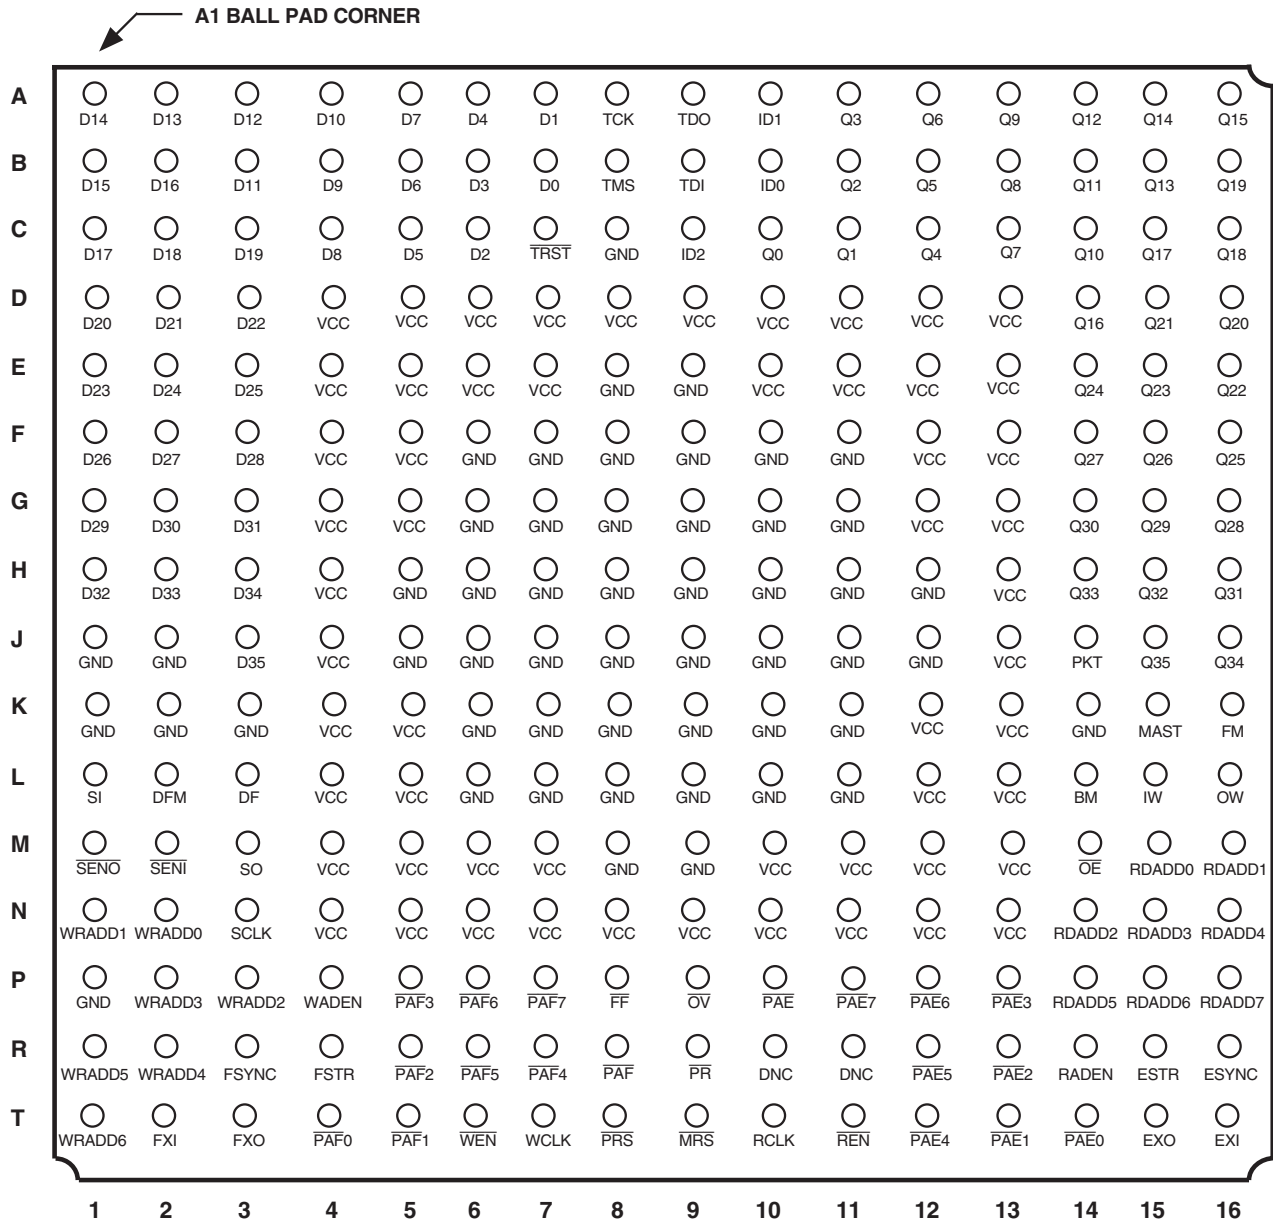 A1 BALL PAD CORNER
A
D14 D13 D12 D10 D7 D4 D1 TCK TDO ID1 Q3 Q6 Q9 Q12 Q14 Q15
B
D15 D16 D11 D9 D6 D3 D0 TMS TDI ID0 Q2 Q5 Q8 Q11 Q13 Q19
C
D17 D18 D19 D8 D5 D2 TRST GND ID2 Q0 Q1 Q4 Q7 Q10 Q17 Q18
D
D20 D21 D22 VCC VCC VCC VCC VCC VCC VCC VCC VCC VCC Q16 Q21 Q20
E
D23 D24 D25 VCC VCC VCC VCC GND GND VCC VCC VCC VCC Q24 Q23 Q22
F
D26 D27 D28 VCC VCC GND GND GND GND GND GND VCC VCC Q27 Q26 Q25
G
D29 D30 D31 VCC VCC GND GND GND GND GND GND VCC VCC Q30 Q29 Q28
H
D32 D33 D34 VCC GND GND GND GND GND GND GND GND VCC Q33 Q32 Q31
J
GND GND D35 VCC GND GND GND GND GND GND GND GND VCC PKT Q35 Q34
K
GND GND GND VCC VCC GND GND GND GND GND GND VCC VCC GND MAST FM
L
SI DFM DF VCC VCC GND GND GND GND GND GND VCC VCC BM IW OW
M
SENO SENI SO VCC VCC VCC VCC GND GND VCC VCC VCC VCC OE RDADD0 RDADD1
N
WRADD1 WRADD0 SCLK VCC VCC VCC VCC VCC VCC VCC VCC VCC VCC RDADD2 RDADD3 RDADD4
P
GND WRADD3 WRADD2 WADEN PAF3 PAF6 PAF7 FF OV PAE PAE7 PAE6 PAE3 RDADD5 RDADD6 RDADD7
R
WRADD5 WRADD4 FSYNC FSTR PAF2 PAF5 PAF4 PAF PR DNC DNC PAE5 PAE2 RADEN ESTR ESYNC
T
WRADD6 FXI FXO PAF0 PAF1 WEN WCLK PRS MRS RCLK REN PAE4 PAE1 PAE0 EXO EXI
1 2 3 4 5 6 7 8 9 10 11 12 13 14 15 16